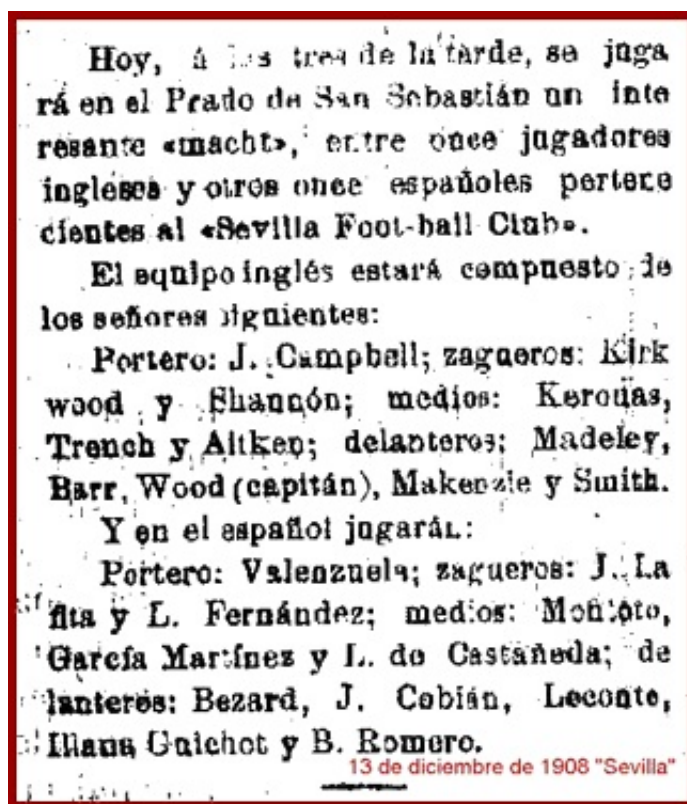 Hoy, á las tres de la tarde, se juga
rá en el Prado de San Sebastián un inte
resante «macht», entre once jugadores
ingleses y otros once españoles pertene
cientes al «Sevilla Foot-ball Club».
El equipo inglés estará compuesto de
los señores siguientes:
Portero: J. Campbell; zagueros: Kirk
wood y Shannón; medios:
Trench y Aitken; delanteros; Madeley,
Barr, Wood (capitán), Makenzie y Smith.
Y en el español jugarán:
Portero: Valenzuela; zagueros: J. La
fita y L. Fernández; medios: Montoto,
García Martínez y L. de Castañeda; de
lanteros: Bezard, J. Cobián, Leconte,
Illana Guichot y B. Romero.
13 de diciembre de 1908 "Sevilla"